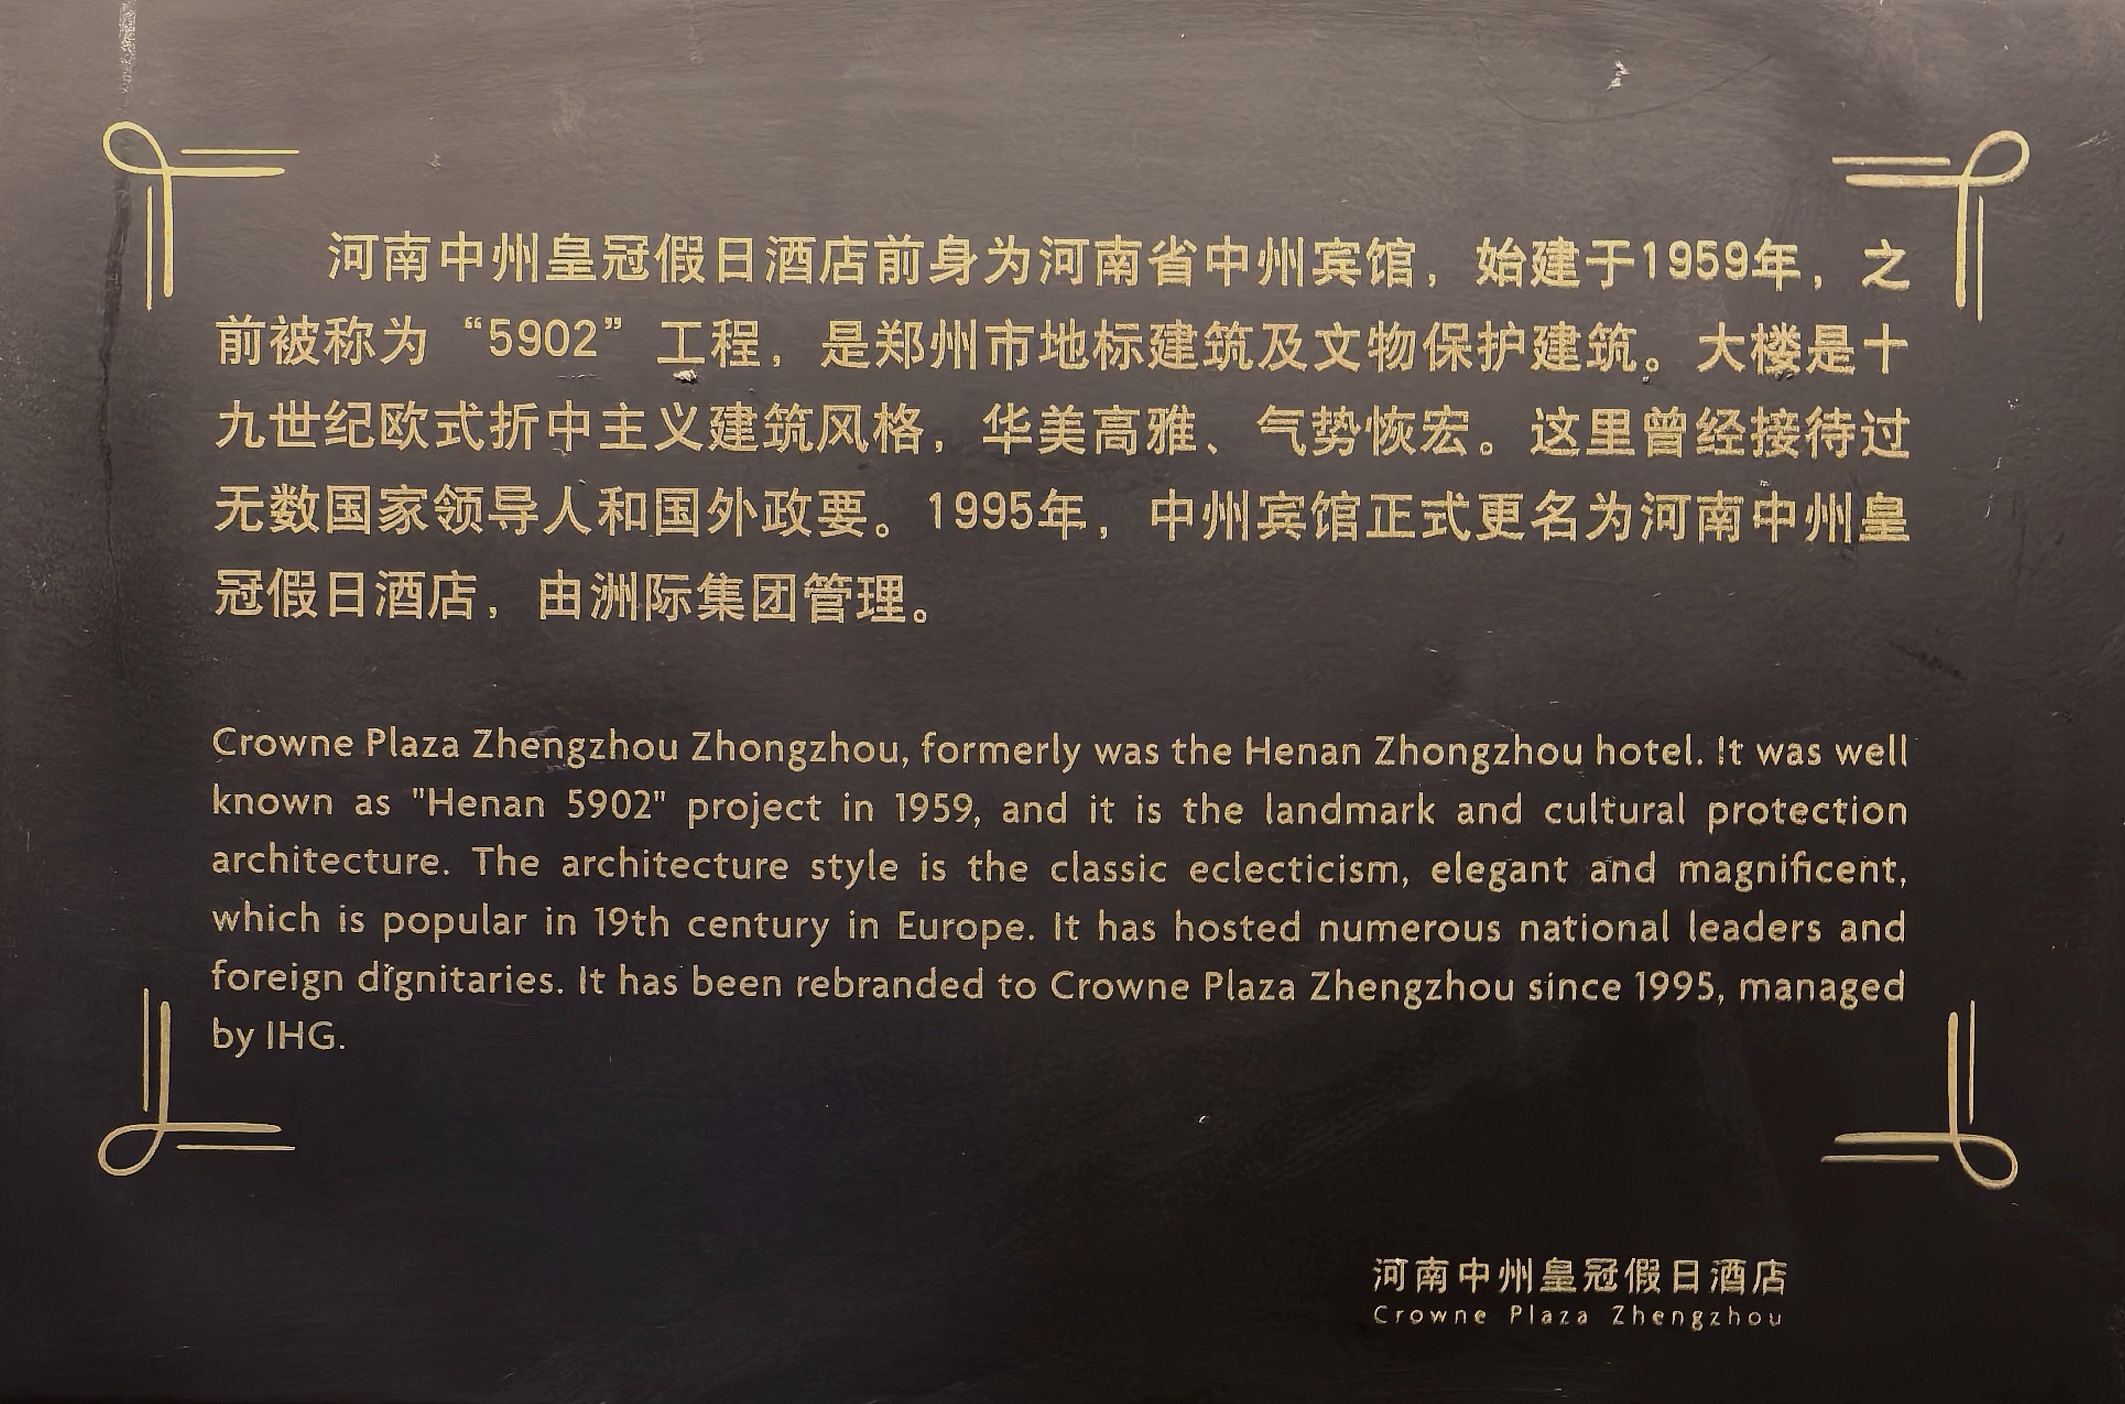 河南中州皇冠假日酒店前身为河南省中州宾馆，始建于1959年，之
前被称为“5902”工程，是郑州市地标建筑及文物保护建筑。大楼是十
九世纪欧式折中主义建筑风格，华美高雅、气势恢宏。这里曾经接待过
无数国家领导人和国外政要。1995年，中州宾馆正式更名为河南中州皇
冠假日酒店，由洲际集团管理。
Crowne Plaza Zhengzhou Zhongzhou, formerly was the Henan Zhongzhou hotel. It was well
known as "Henan 5902" project in 1959, and it is the landmark and cultural protection
architecture. The architecture style is the classic eclecticism, elegant and magnificent,
which is popular in 19th century in Europe. It has hosted numerous national leaders and
foreign dignitaries. It has been rebranded to Crowne Plaza Zhengzhou since 1995, managed
by IHG.
河南中州皇冠假日酒店
Crowne Plaza Zhengzhou